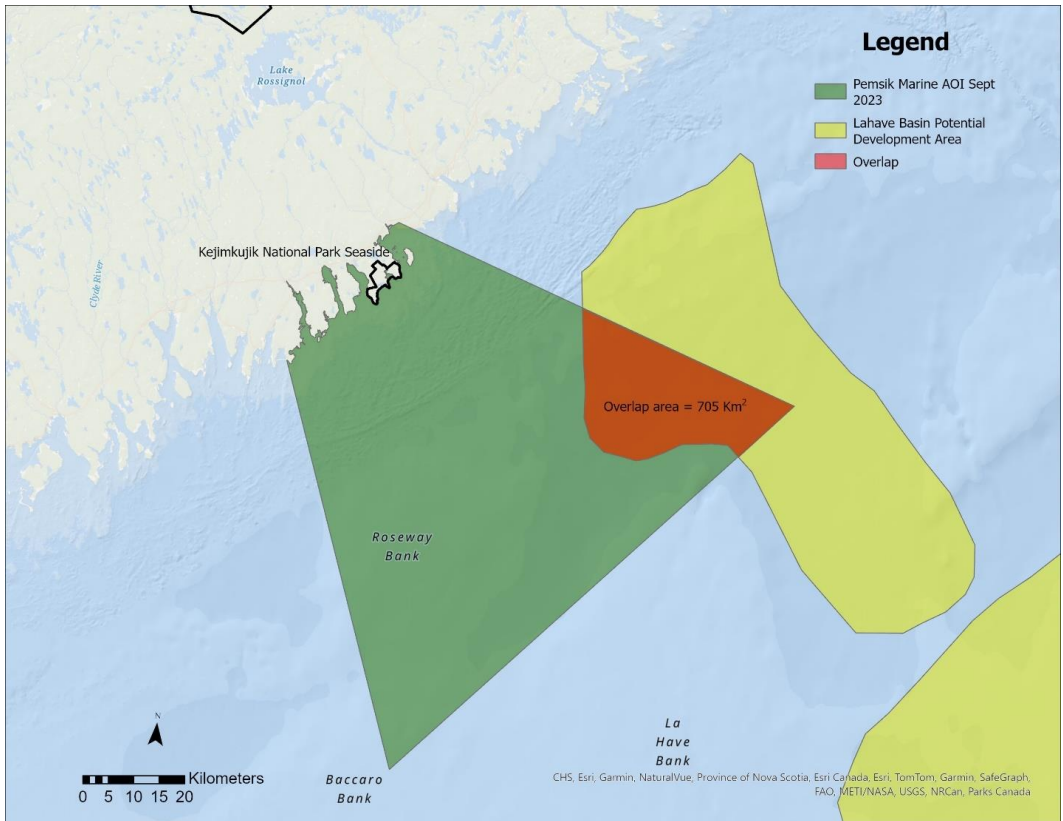 Legend
Pemsik Marine AOI Sept
2023
Lahave Basin Potential
Development Area
Overlap
Lake
Rossignol
Kejimkujik National Park Seaside
Clyde River
Overlap area = 705 Km²
Roseway
Bank
La
Have
Bank
Baccaro
Bank
N
Kilometers
0 5 10 15 20
CHS, Esri, Garmin, NaturalVue, Province of Nova Scotia, Esri Canada, Esri, TomTom, Garmin, SafeGraph,
FAO, METI/NASA, USGS, NRCan, Parks Canada